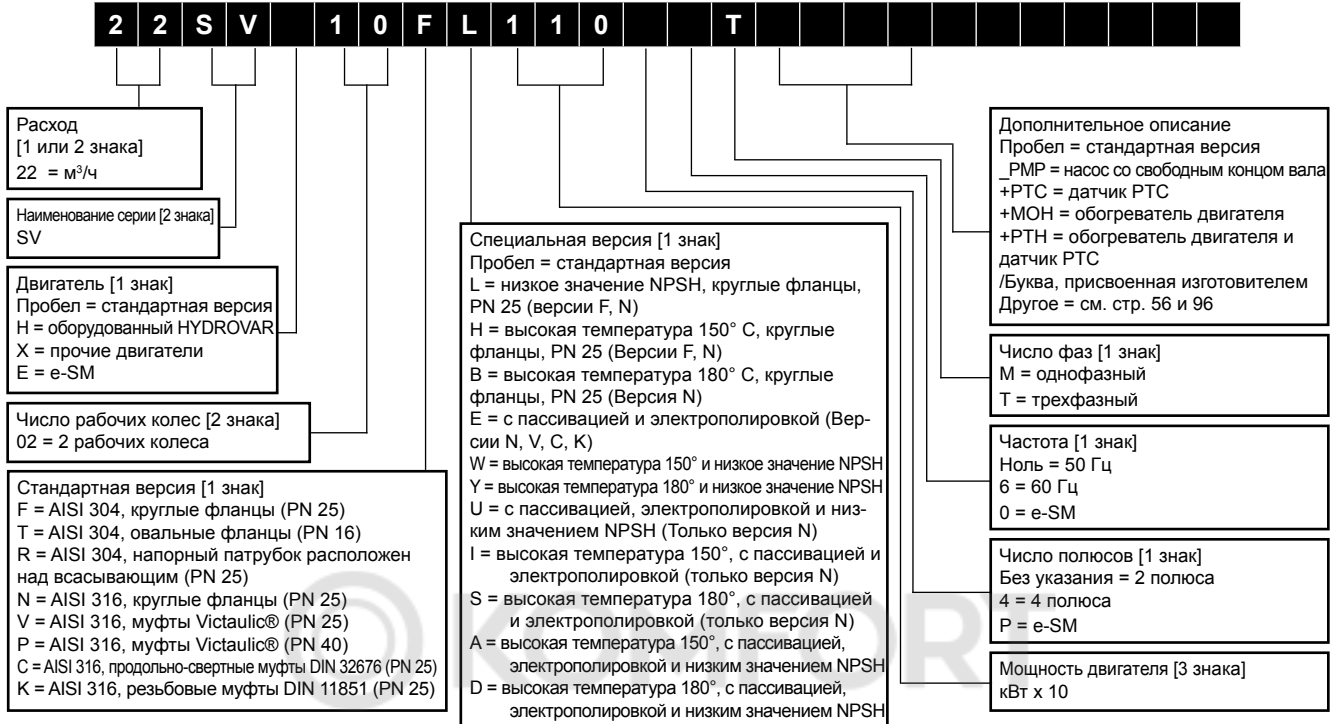 22SV 10FL110 T
Расход
[1 или 2 знака]
22 = м³/ч
Наименование серии [2 знака]
SV
Двигатель [1 знак]
Пробел = стандартная версия
H = оборудованный HYDROVAR
X = прочие двигатели
E = e-SM
Число рабочих колес [2 знака]
02 = 2 рабочих колеса
Стандартная версия [1 знак]
F = AISI 304, круглые фланцы (PN 25)
T = AISI 304, овальные фланцы (PN 16)
R = AISI 304, напорный патрубок расположен
над всасывающим (PN 25)
N = AISI 316, круглые фланцы (PN 25)
V = AISI 316, муфты Victaulic® (PN 25)
P = AISI 316, муфты Victaulic® (PN 40)
C = AISI 316, продольно-свертные муфты DIN 32676 (PN 25)
K = AISI 316, резьбовые муфты DIN 11851 (PN 25)
Специальная версия [1 знак]
Пробел = стандартная версия
L = низкое значение NPSH, круглые фланцы,
PN 25 (версии F, N)
H = высокая температура 150° C, круглые
фланцы, PN 25 (Версии F, N)
B = высокая температура 180° C, круглые
фланцы, PN 25 (Версия N)
E = с пассивацией и электрополировкой (Вер-
сии N, V, C, K)
W = высокая температура 150° и низкое значение NPSH
Y = высокая температура 180° и низкое значение NPSH
U = с пассивацией, электрополировкой и низ-
ким значением NPSH (Только версия N)
I = высокая температура 150°, с пассивацией и
электрополировкой (только версия N)
S = высокая температура 180°, с пассивацией
и электрополировкой (только версия N)
A = высокая температура 150°, с пассивацией,
электрополировкой и низким значением NPSH
D = высокая температура 180°, с пассивацией,
электрополировкой и низким значением NPSH
Дополнительное описание
Пробел = стандартная версия
_PMP = насос со свободным концом вала
+PTC = датчик PTC
+MOH = обогреватель двигателя
+PTH = обогреватель двигателя и
датчик PTC
/Буква, присвоенная изготовителем
Другое = см. стр. 56 и 96
Число фаз [1 знак]
M = однофазный
T = трехфазный
Частота [1 знак]
Ноль = 50 Гц
6 = 60 Гц
0 = e-SM
Число полюсов [1 знак]
Без указания = 2 полюса
4 = 4 полюса
P = e-SM
Мощность двигателя [3 знака]
кВт x 10
KOMFORT